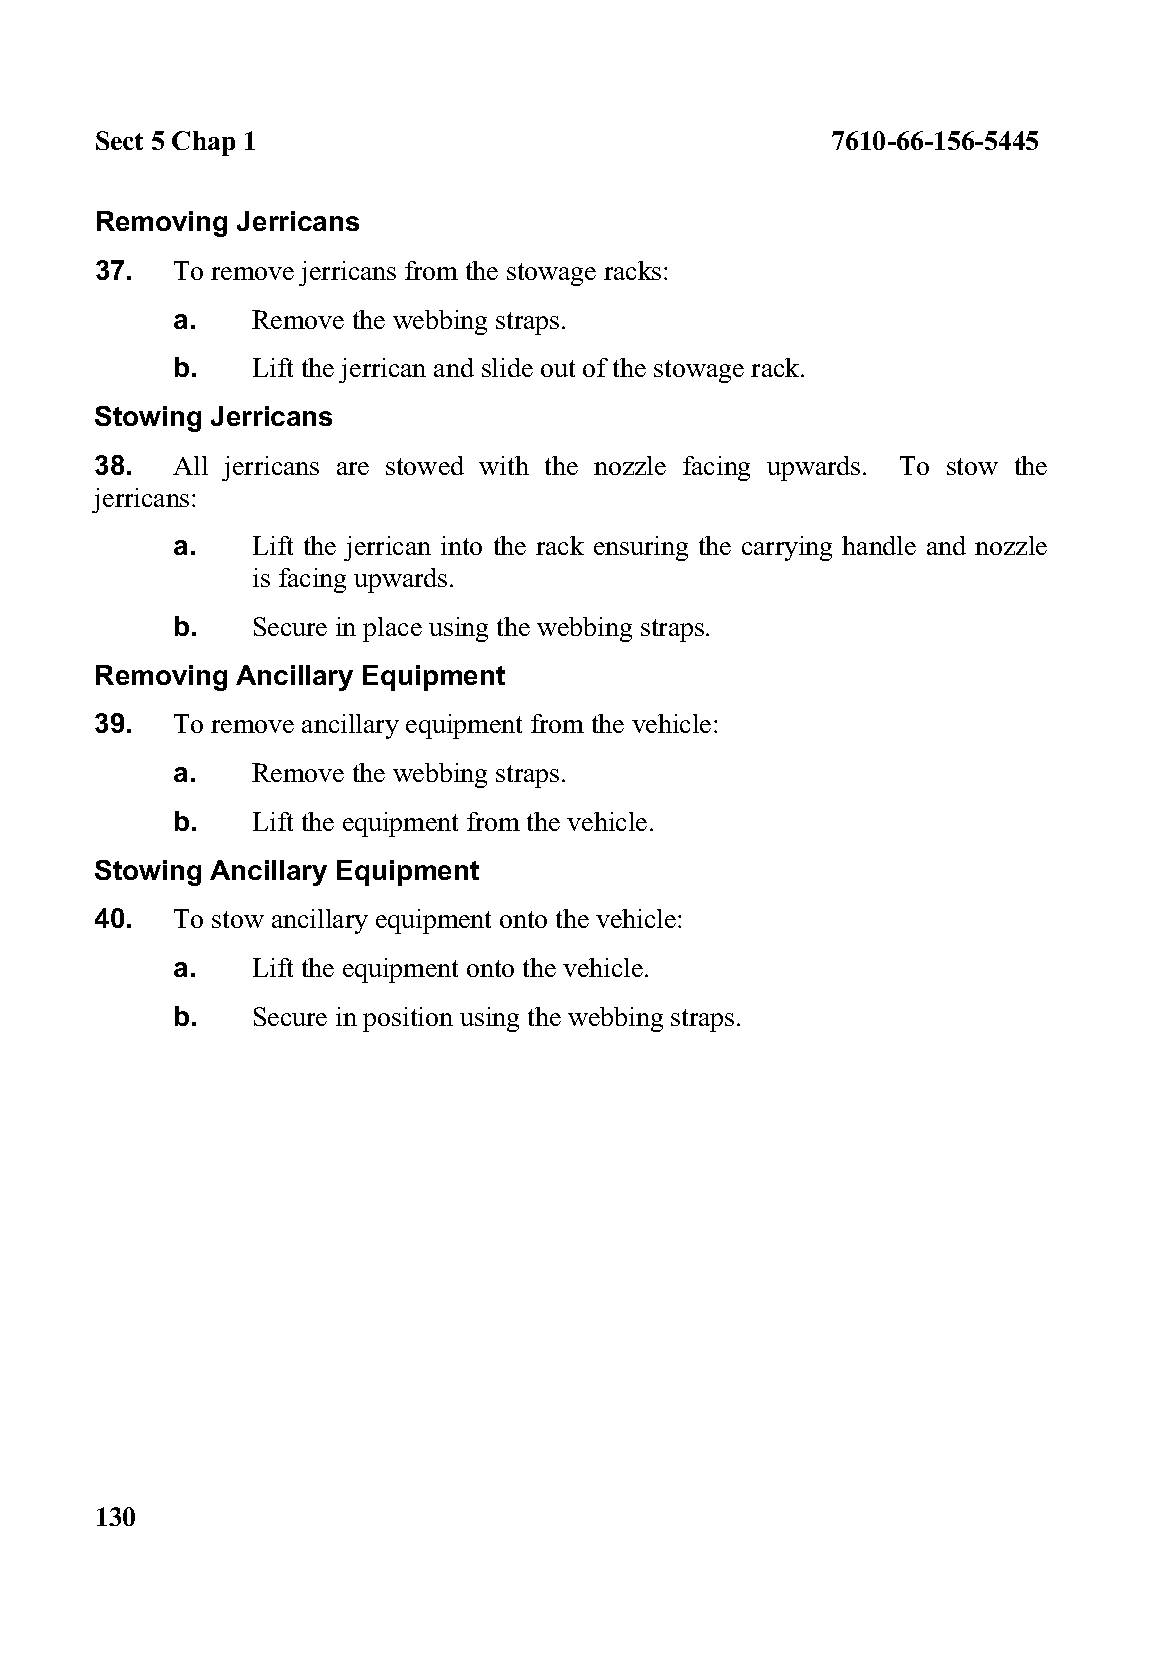 Sect 5 Chap 1 7610-66-156-5445
Removing Jerricans
37. To remove jerricans from the stowage racks:
a. Remove the webbing straps.
b. Lift the jerrican and slide out of the stowage rack.
Stowing Jerricans
38. All jerricans are stowed with the nozzle facing upwards. To stow the
jerricans:
a. Lift the jerrican into the rack ensuring the carrying handle and nozzle
is facing upwards.
b. Secure in place using the webbing straps.
Removing Ancillary Equipment
39. To remove ancillary equipment from the vehicle:
a. Remove the webbing straps.
b. Lift the equipment from the vehicle.
Stowing Ancillary Equipment
40. To stow ancillary equipment onto the vehicle:
a. Lift the equipment onto the vehicle.
b. Secure in position using the webbing straps.
130